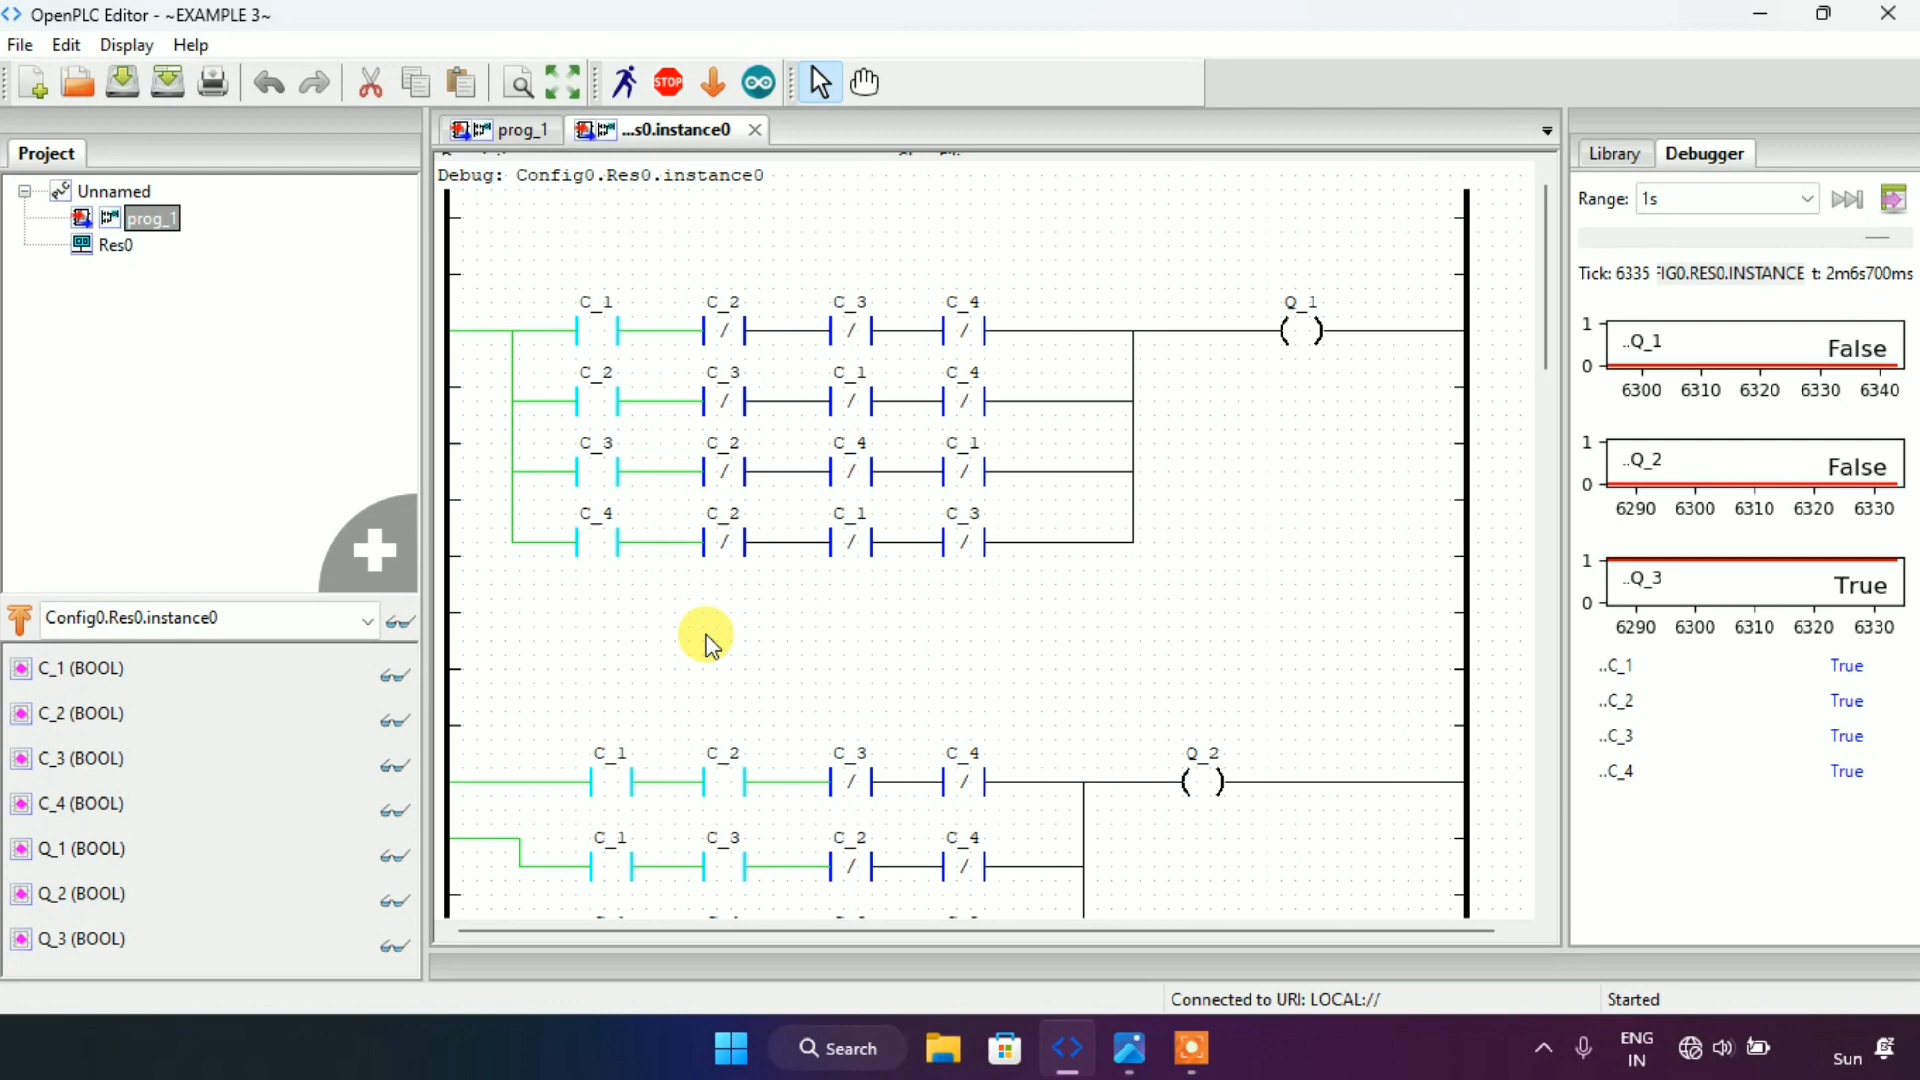 OpenPLC Editor - ~EXAMPLE 3~
File Edit Display Help
STOP
Project
prog_1
...s0.instance0
Library
Debugger
Unnamed
prog_1
Res0
Debug: Config0.Res0.instance0
Range: 1s
Tick: 6335 FIG0.RES0.INSTANCE t: 2m6s700ms
C_1 C_2 C_3 C_4 Q_1
C_2 C_3 C_1 C_4
C_3 C_2 C_4 C_1
C_4 C_2 C_1 C_3
C_1 C_2 C_3 C_4 Q_2
C_1 C_3 C_2 C_4
1
0
..Q_1 False
6300 6310 6320 6330 6340
1
0
..Q_2 False
6290 6300 6310 6320 6330
1
0
..Q_3 True
6290 6300 6310 6320 6330
..C_1 True
..C_2 True
..C_3 True
..C_4 True
Config0.Res0.instance0
C_1 (BOOL)
C_2 (BOOL)
C_3 (BOOL)
C_4 (BOOL)
Q_1 (BOOL)
Q_2 (BOOL)
Q_3 (BOOL)
Connected to URI: LOCAL://
Started
Search
ENG
IN
Sun